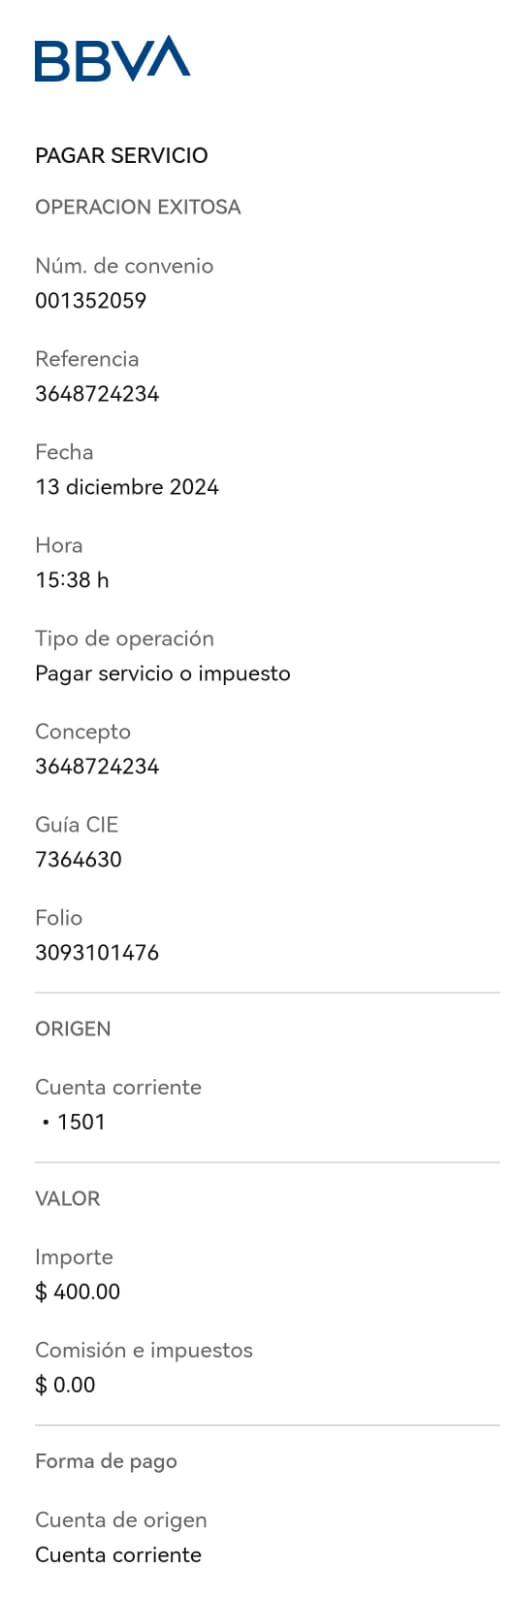 BBVA
PAGAR SERVICIO
OPERACION EXITOSA
Núm. de convenio
001352059
Referencia
3648724234
Fecha
13 diciembre 2024
Hora
15:38 h
Tipo de operación
Pagar servicio o impuesto
Concepto
3648724234
Guía CIE
7364630
Folio
3093101476
ORIGEN
Cuenta corriente
• 1501
VALOR
Importe
$ 400.00
Comisión e impuestos
$ 0.00
Forma de pago
Cuenta de origen
Cuenta corriente